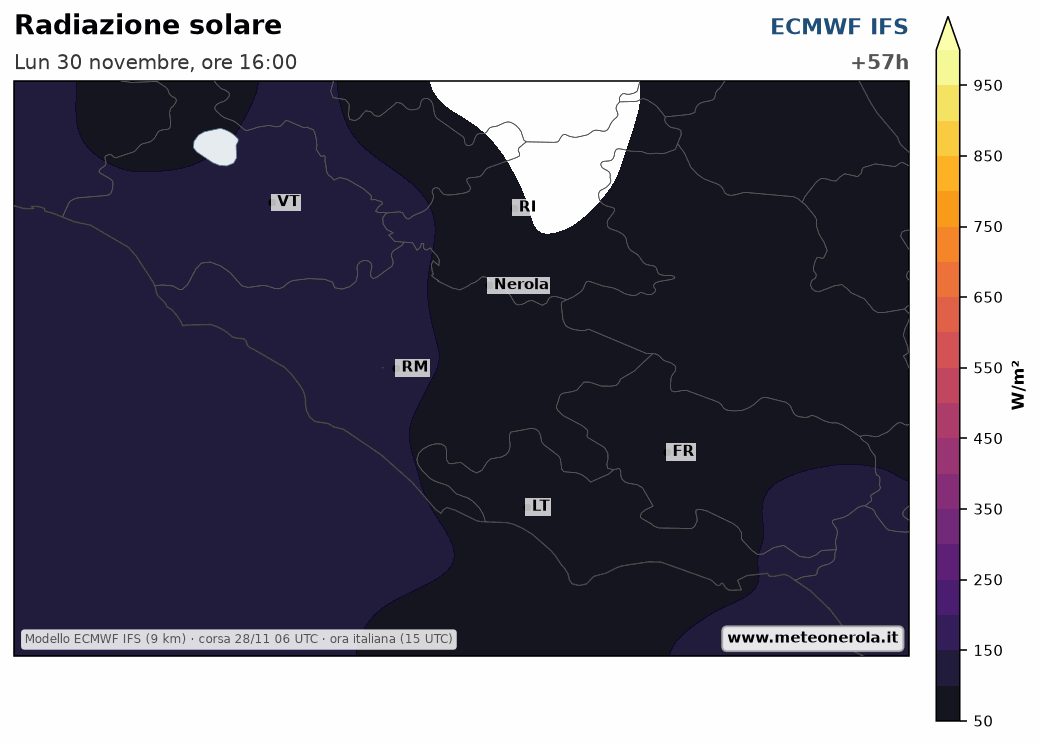 Radiazione solare
ECMWF IFS
Lun 30 novembre, ore 16:00
+57h
950
850
750
650
550
450
350
250
150
50
W/m²
VT
RI
Nerola
RM
FR
LT
Modello ECMWF IFS (9 km) · corsa 28/11 06 UTC · ora italiana (15 UTC)
www.meteonerola.it